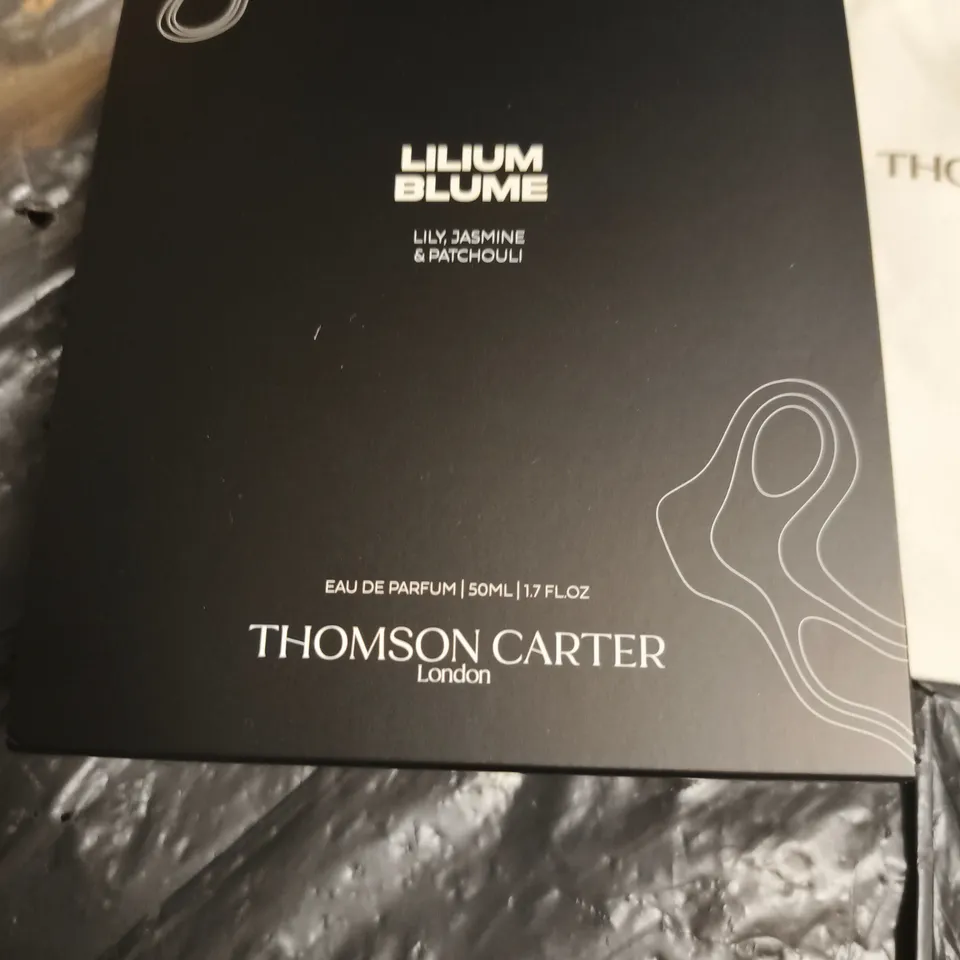 LILIUM
BLUME
LILY, JASMINE
& PATCHOULI
EAU DE PARFUM | 50ML | 1.7 FL.OZ
THOMSON CARTER
London